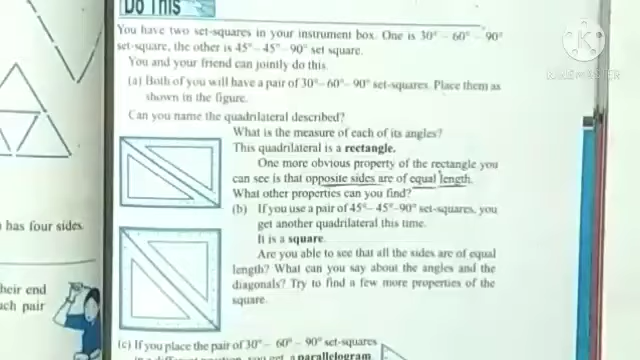 Do This
You have two set-squares in your instrument box. One is 30° – 60° – 90°
set-square, the other is 45° – 45° – 90° set square.
You and your friend can jointly do this.
(a) Both of you will have a pair of 30° – 60° – 90° set-squares. Place them as
shown in the figure.
Can you name the quadrilateral described?
What is the measure of each of its angles?
This quadrilateral is a rectangle.
One more obvious property of the rectangle you
can see is that opposite sides are of equal length.
What other properties can you find?
(b) If you use a pair of 45° – 45° – 90° set-squares, you
get another quadrilateral this time.
It is a square.
Are you able to see that all the sides are of equal
length? What can you say about the angles and the
diagonals? Try to find a few more properties of the
square.
(c) If you place the pair of 30° – 60° – 90° set-squares
in a different position, you get a parallelogram.
has four sides.
heir end
ach pair
KINEMASTER